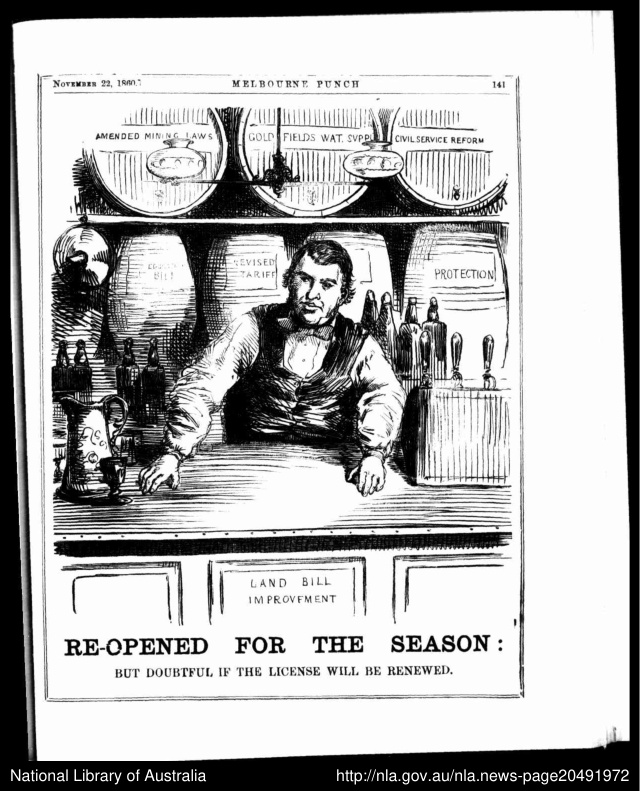 NOVEMBER 22, 1860.
MELBOURNE PUNCH
141
AMENDED MINING LAWS
GOLD FIELDS WAT. SUPP
CIVIL SERVICE REFORM
BILL
REVISED
TARIFF
PROTECTION
LAND BILL
IMPROVEMENT
RE-OPENED FOR THE SEASON:
BUT DOUBTFUL IF THE LICENSE WILL BE RENEWED.
National Library of Australia
http://nla.gov.au/nla.news-page20491972